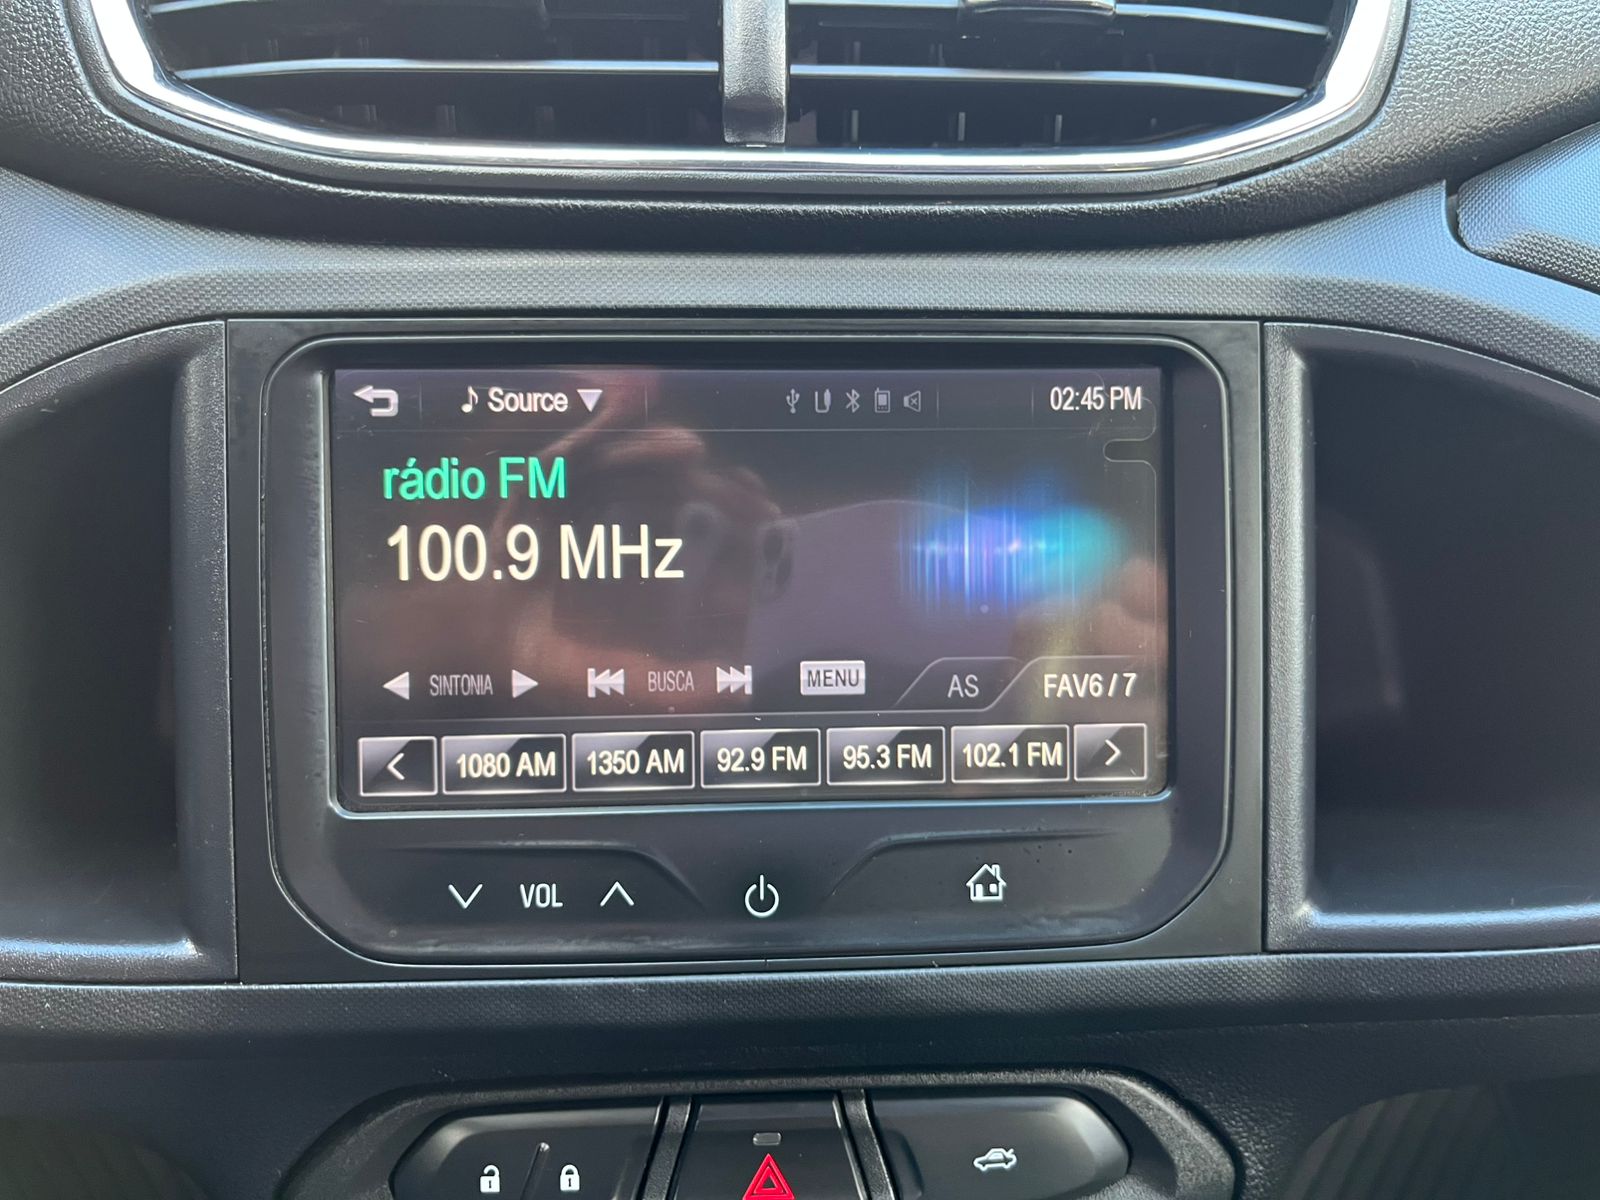 Source 02:45 PM
rádio FM
100.9 MHz
SINTONIA BUSCA MENU AS FAV6 / 7
1080 AM 1350 AM 92.9 FM 95.3 FM 102.1 FM
VOL